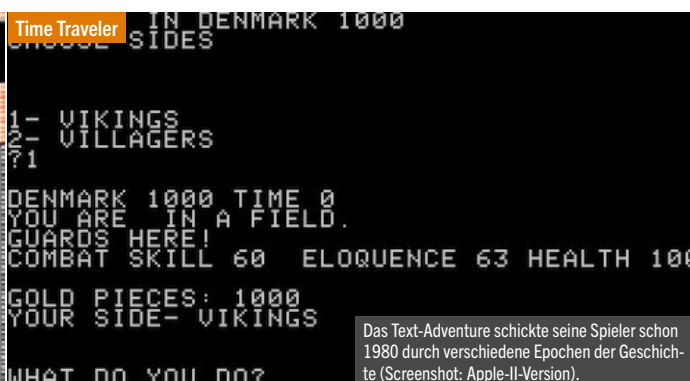 Time Traveler
IN DENMARK 1000
CHOOSE SIDES
1- VIKINGS
2- VILLAGERS
?1
DENMARK 1000 TIME 0
YOU ARE IN A FIELD.
GUARDS HERE!
COMBAT SKILL 60 ELOQUENCE 63 HEALTH 100
GOLD PIECES: 1000
YOUR SIDE- VIKINGS
WHAT DO YOU DO?
Das Text-Adventure schickte seine Spieler schon
1980 durch verschiedene Epochen der Geschich-
te (Screenshot: Apple-II-Version).